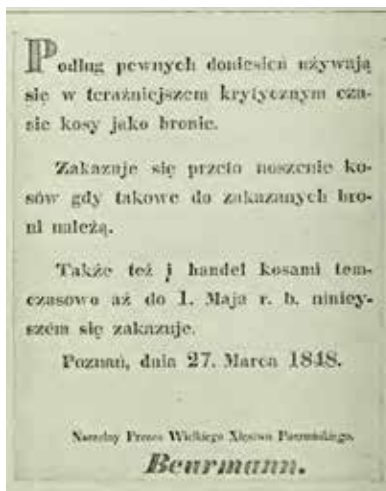 Podług pewnych doniesień używają
się w teraźniejszem krytycznym cza-
sie kosy jako bronie.
Zakazuje się przeto noszenie ko-
sów gdy takowe do zakazanych bro-
ni należą.
Także też j handel kosami tem-
czasowo aż do 1. Maja r. b. niniey-
szém się zakazuje.
Poznań, dnia 27. Marca 1848.
Naczelny Prezes Wielkiego Xięstwa Poznańskiego.
Beurmann.